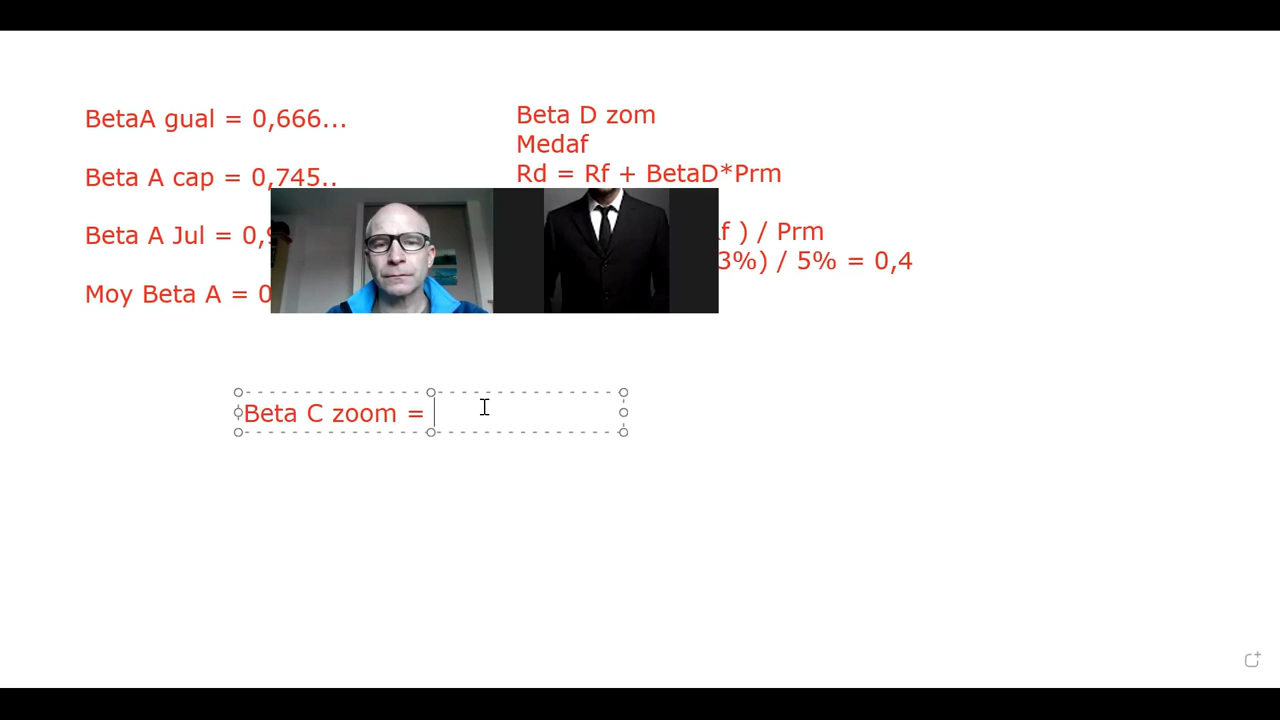 BetaA gual = 0,666...
Beta A cap = 0,745..
Beta A Jul = 0,
Moy Beta A = 0
Beta D zom
Medaf
Rd = Rf + BetaD*Prm
f ) / Prm
3%) / 5% = 0,4
Beta C zoom =